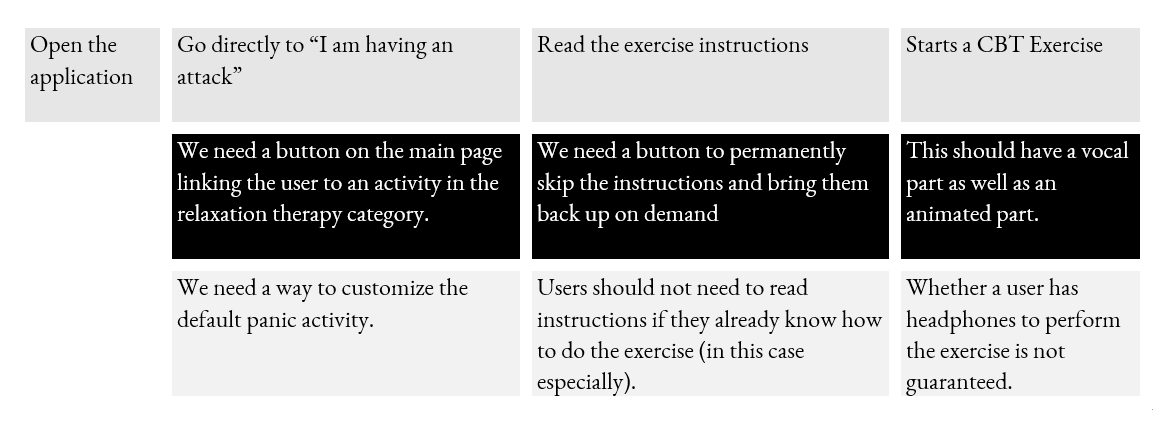 Open the
application
Go directly to “I am having an
attack”
Read the exercise instructions
Starts a CBT Exercise
We need a button on the main page
linking the user to an activity in the
relaxation therapy category.
We need a button to permanently
skip the instructions and bring them
back up on demand
This should have a vocal
part as well as an
animated part.
We need a way to customize the
default panic activity.
Users should not need to read
instructions if they already know how
to do the exercise (in this case
especially).
Whether a user has
headphones to perform
the exercise is not
guaranteed.